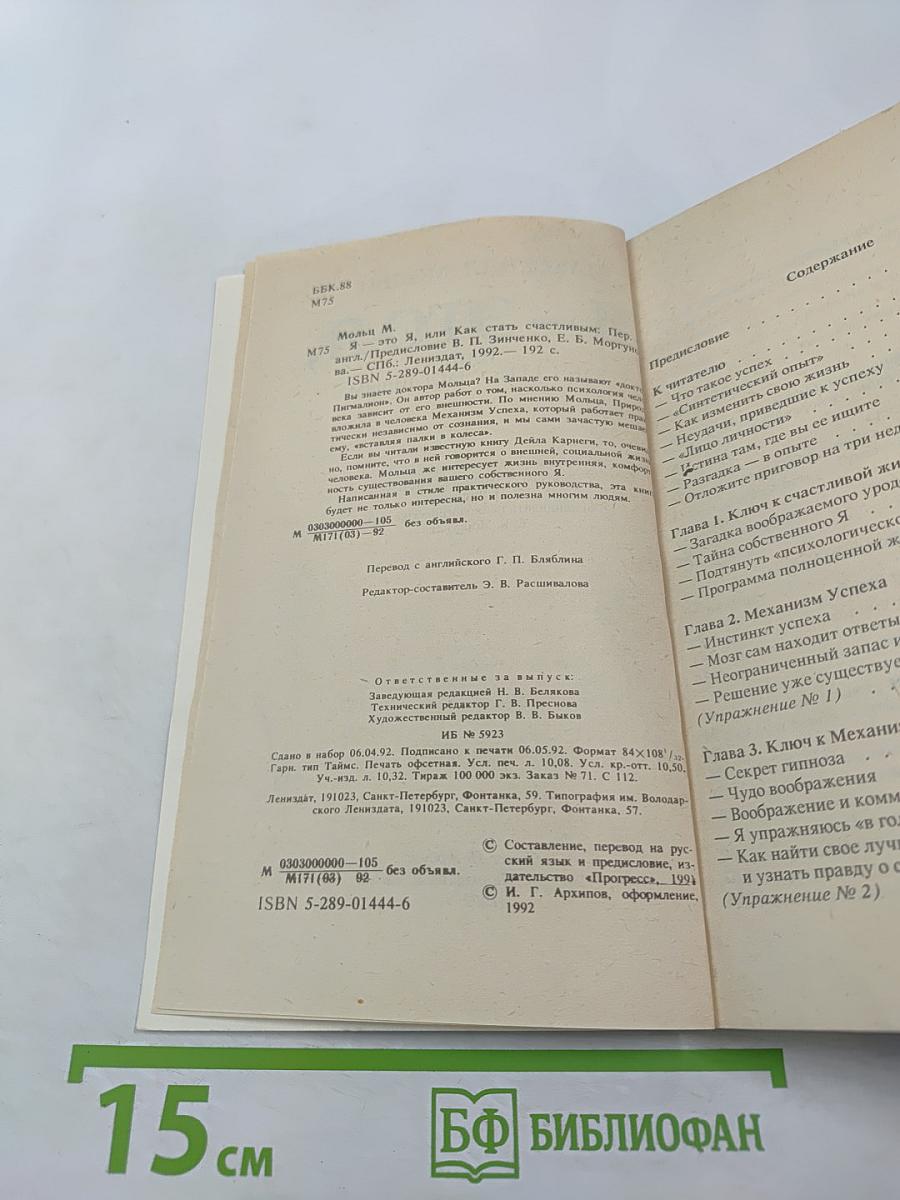 ББК.88
М75
Мольц М.
М75 Я — это Я, или Как стать счастливым: Пер.
англ./Предисловие В. П. Зинченко, Е. Б. Моргуно
ва.— СПб.: Лениздат, 1992.— 192 с.
ISBN 5-289-01444-6
Вы знаете доктора Мольца? На Западе его называют «докто
Пигмалион». Он автор работ о том, насколько психология чело
века зависит от его внешности. По мнению Мольца, Природ
вложила в человека Механизм Успеха, который работает прак
тически независимо от сознания, и мы сами зачастую мешае
ему, «вставляя палки в колеса».
Если вы читали известную книгу Дейла Карнеги, то, очевид
но, помните, что в ней говорится о внешней, социальной жизн
человека. Мольца же интересует жизнь внутренняя, комфорт
ность существования вашего собственного Я.
Написанная в стиле практического руководства, эта книг
будет не только интересна, но и полезна многим людям.
М 0303000000—105 без объявл.
М171(03)—92
Перевод с английского Г. П. Бляблина
Редактор-составитель Э. В. Расшивалова
Ответственные за выпуск:
Заведующая редакцией Н. В. Белякова
Технический редактор Г. В. Преснова
Художественный редактор В. В. Быков
ИБ № 5923
Сдано в набор 06.04.92. Подписано к печати 06.05.92. Формат 84×108¹/₃₂.
Гарн. тип Таймс. Печать офсетная. Усл. печ. л. 10,08. Усл. кр.-отт. 10,50.
Уч.-изд. л. 10,32. Тираж 100 000 экз. Заказ № 71. С 112.
Лениздат, 191023, Санкт-Петербург, Фонтанка, 59. Типография им. Володар-
ского Лениздата, 191023, Санкт-Петербург, Фонтанка, 57.
М 0303000000—105 без объявл.
М171(03) 92
ISBN 5-289-01444-6
© Составление, перевод на рус-
ский язык и предисловие, из-
дательство «Прогресс», 1991
© И. Г. Архипов, оформление,
1992
Содержание
Предисловие . . . . . . .
К читателю . . . . . . .
— Что такое успех . . . . .
— «Синтетический опыт» . . .
— Как изменить свою жизнь . .
— Неудачи, приведшие к успеху
— «Лицо личности» . . . . .
— Истина там, где вы ее ищите
— Разгадка — в опыте . . . .
— Отложите приговор на три нед
Глава 1. Ключ к счастливой жи
— Загадка воображаемого урод
— Тайна собственного Я . . .
— Подтянуть «психологическо
— Программа полноценной ж
Глава 2. Механизм Успеха
— Инстинкт успеха . . . .
— Мозг сам находит ответы
— Неограниченный запас и
— Решение уже существуе
(Упражнение № 1) . .
Глава 3. Ключ к Механи
— Секрет гипноза . .
— Чудо воображения
— Воображение и комм
— Я упражняюсь «в гол
— Как найти свое лучш
и узнать правду о с
(Упражнение № 2)
15 см
БФ БИБЛИОФАН